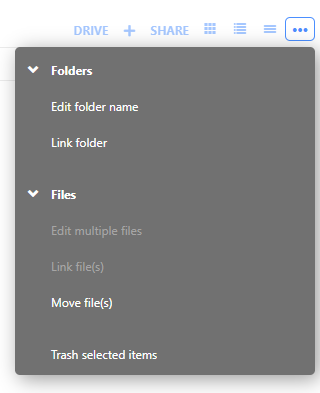 DRIVE + SHARE
Folders
Edit folder name
Link folder
Files
Edit multiple files
Link file(s)
Move file(s)
Trash selected items